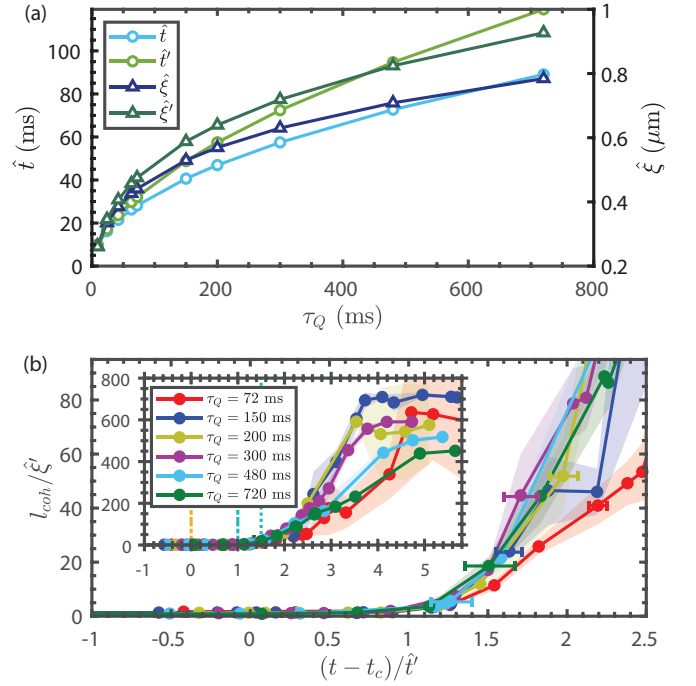 (a)
120
100
80
60
40
20
0
t̂ (ms)
t̂
t̂′
ξ̂
ξ̂′
1
0.8
0.6
0.4
0.2
ξ̂ (μm)
0 200 400 600 800
τ_Q (ms)
(b)
80
60
40
20
0
l_coh/ξ̂′
800
600
400
200
0
τ_Q = 72 ms
τ_Q = 150 ms
τ_Q = 200 ms
τ_Q = 300 ms
τ_Q = 480 ms
τ_Q = 720 ms
-1 0 1 2 3 4 5
-1 -0.5 0 0.5 1 1.5 2 2.5
(t − t_c)/t̂′